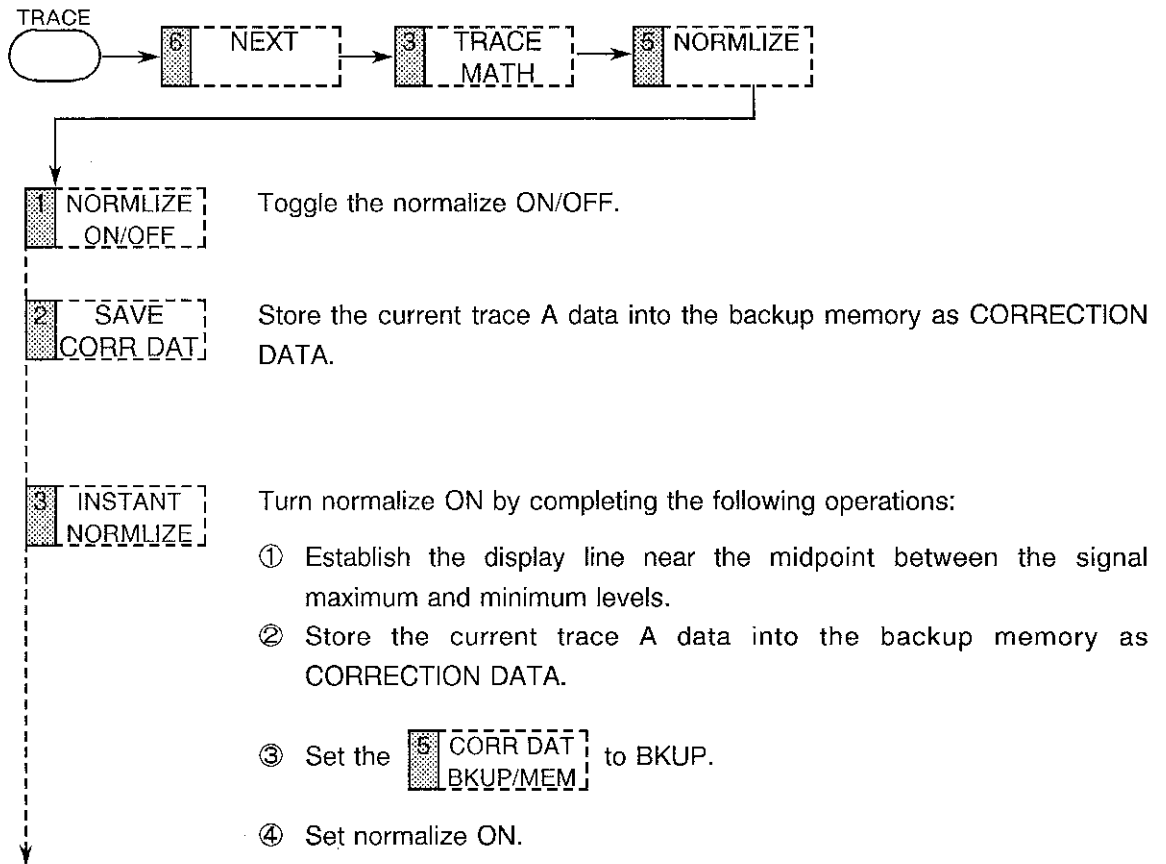 TRACE
6 NEXT
3 TRACE
MATH
5 NORMLIZE
1 NORMLIZE
ON/OFF
Toggle the normalize ON/OFF.
2 SAVE
CORR DAT
Store the current trace A data into the backup memory as CORRECTION
DATA.
3 INSTANT
NORMLIZE
Turn normalize ON by completing the following operations:
① Establish the display line near the midpoint between the signal
maximum and minimum levels.
② Store the current trace A data into the backup memory as
CORRECTION DATA.
③ Set the 5 CORR DAT
BKUP/MEM to BKUP.
④ Set normalize ON.